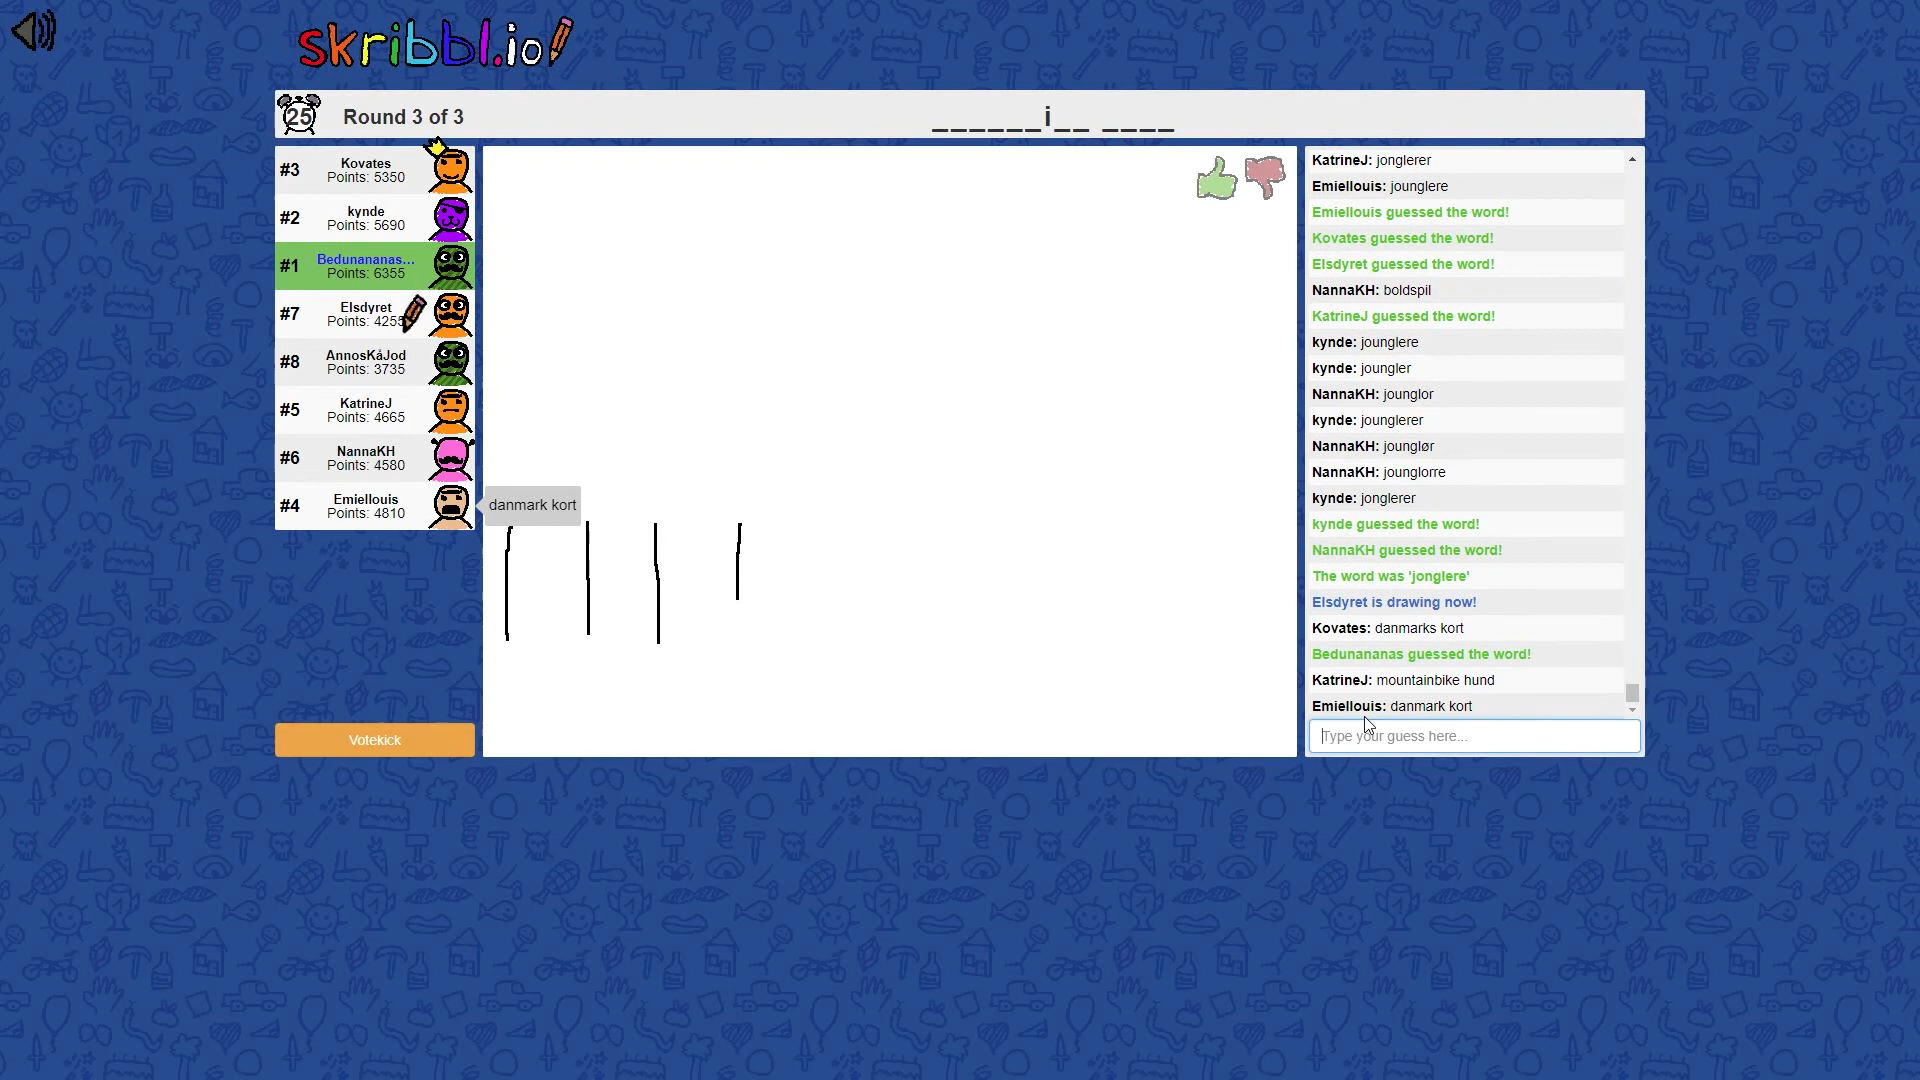 skribbl.io
25
Round 3 of 3
______i__ ____
#3
Kovates
Points: 5350
#2
kynde
Points: 5690
#1
Bedunananas...
Points: 6355
#7
Elsdyret
Points: 4255
#8
AnnosKåJod
Points: 3735
#5
KatrineJ
Points: 4665
#6
NannaKH
Points: 4580
#4
Emiellouis
Points: 4810
danmark kort
Votekick
KatrineJ: jonglerer
Emiellouis: jounglere
Emiellouis guessed the word!
Kovates guessed the word!
Elsdyret guessed the word!
NannaKH: boldspil
KatrineJ guessed the word!
kynde: jounglere
kynde: joungler
NannaKH: jounglor
kynde: jounglerer
NannaKH: jounglør
NannaKH: jounglorre
kynde: jonglerer
kynde guessed the word!
NannaKH guessed the word!
The word was 'jonglere'
Elsdyret is drawing now!
Kovates: danmarks kort
Bedunananas guessed the word!
KatrineJ: mountainbike hund
Emiellouis: danmark kort
Type your guess here...